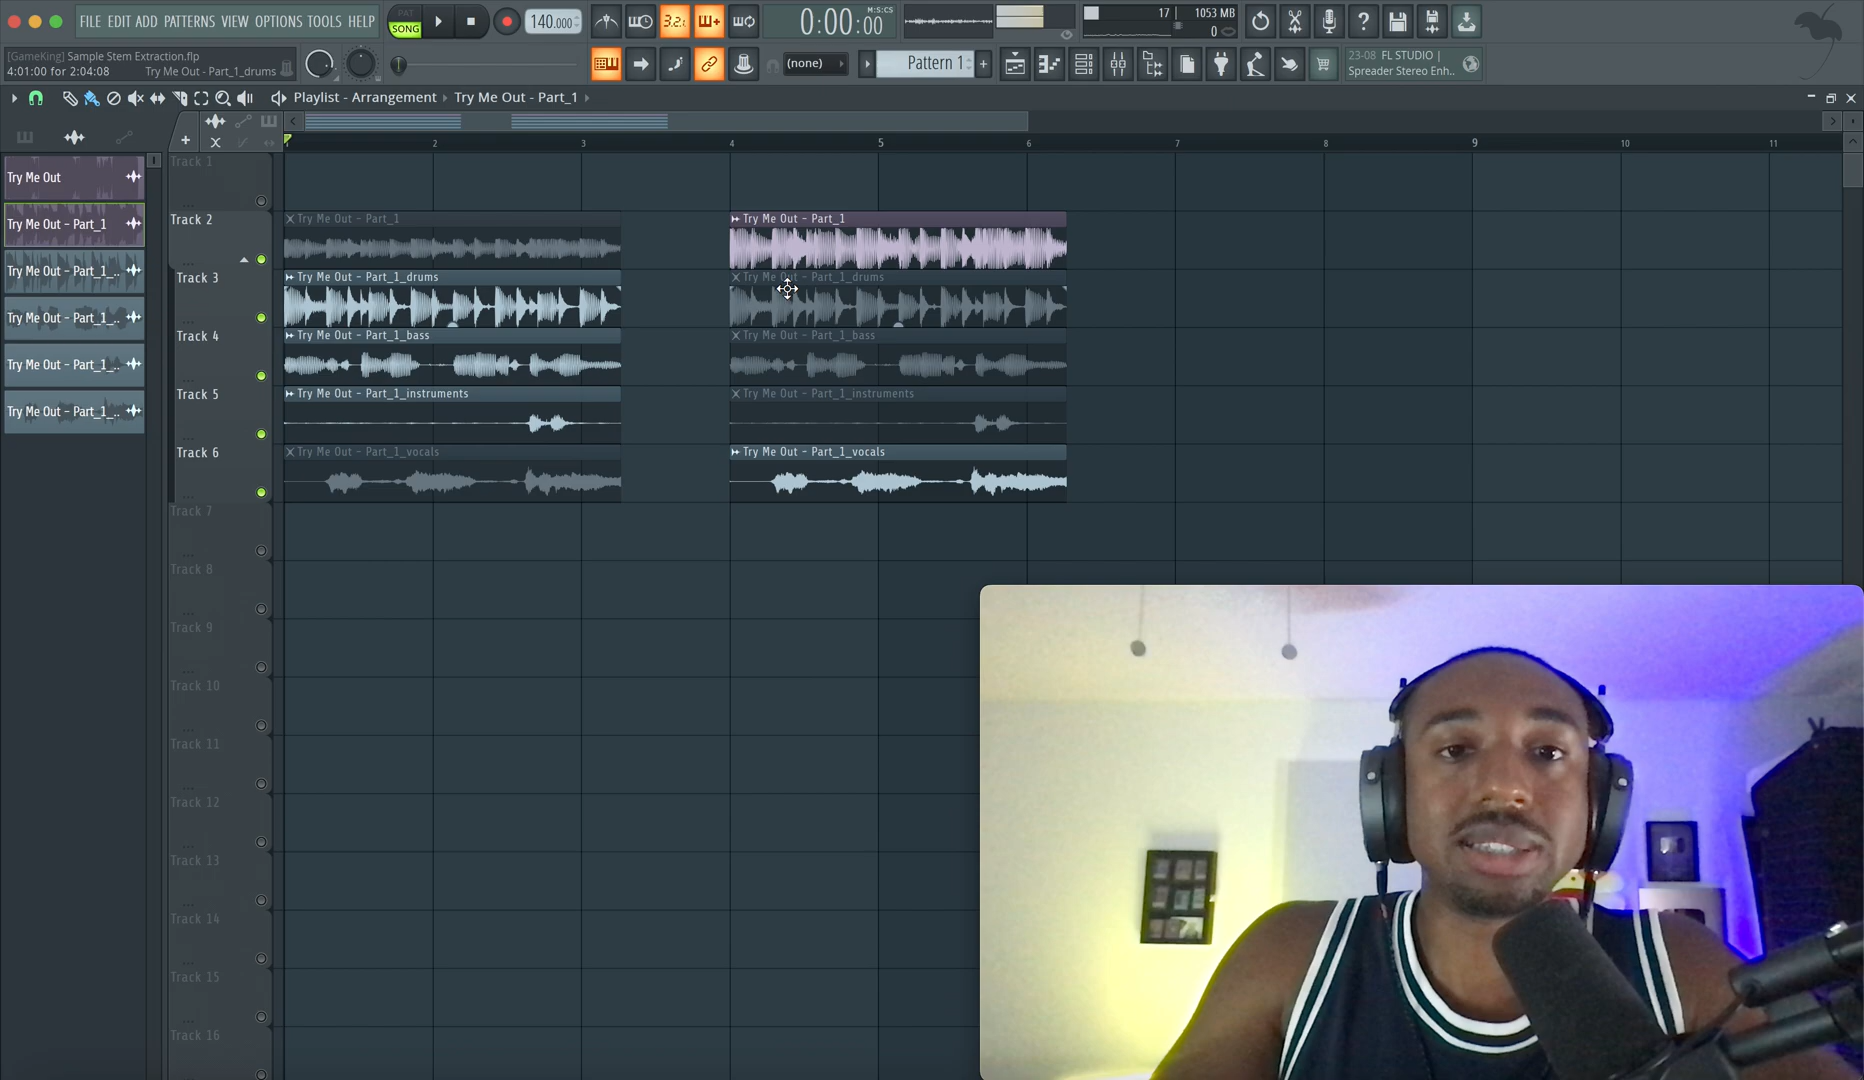 FILE EDIT ADD PATTERNS VIEW OPTIONS TOOLS HELP
PAT
SONG
140.000
3.2.
0:00:00
M:S:CS
17
1053 MB
0
[GameKing] Sample Stem Extraction.flp
4:01:00 for 2:04:08
Try Me Out - Part_1_drums
(none)
Pattern 1
+
23-08 FL STUDIO |
Spreader Stereo Enh..
Playlist - Arrangement
Try Me Out - Part_1
2 3 4 5 6 7 8 9 10 11
Try Me Out
Try Me Out - Part_1
Try Me Out - Part_1_..
Try Me Out - Part_1_..
Try Me Out - Part_1_..
Try Me Out - Part_1_..
Track 1
Track 2
Try Me Out - Part_1
Try Me Out - Part_1
Track 3
Try Me Out - Part_1_drums
Try Me Out - Part_1_drums
Track 4
Try Me Out - Part_1_bass
Try Me Out - Part_1_bass
Track 5
Try Me Out - Part_1_instruments
Try Me Out - Part_1_instruments
Track 6
Try Me Out - Part_1_vocals
Try Me Out - Part_1_vocals
Track 7
Track 8
Track 9
Track 10
Track 11
Track 12
Track 13
Track 14
Track 15
Track 16